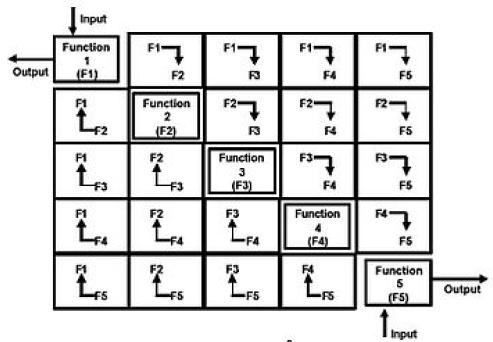 Input
Function
1
(F1)
F1
F2
F1
F3
F1
F4
F1
F5
Output
F1
F2
Function
2
(F2)
F2
F3
F2
F4
F2
F5
F1
F3
F2
F3
Function
3
(F3)
F3
F4
F3
F5
F1
F4
F2
F4
F3
F4
Function
4
(F4)
F4
F5
F1
F5
F2
F5
F3
F5
F4
F5
Function
5
(F5)
Output
Input